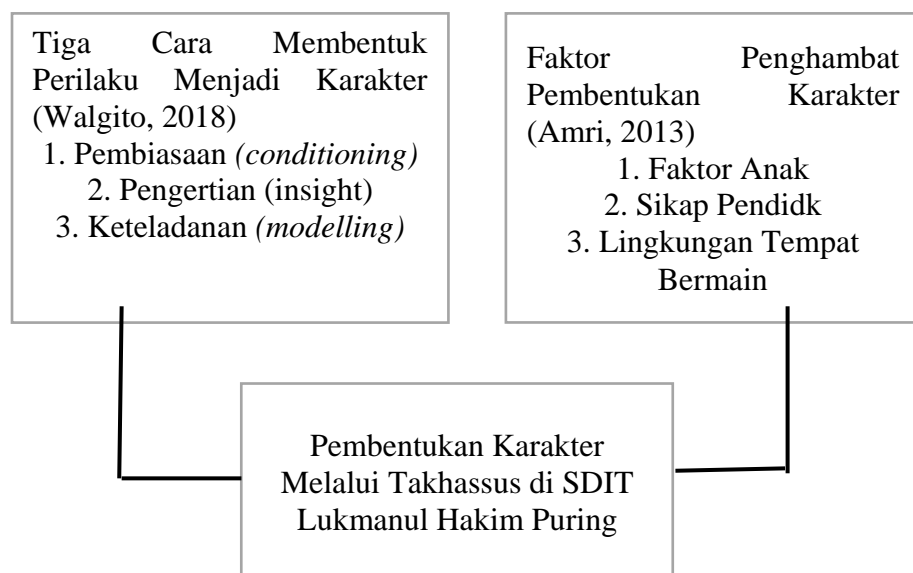 Tiga Cara Membentuk
Perilaku Menjadi Karakter
(Walgito, 2018)
1. Pembiasaan (conditioning)
2. Pengertian (insight)
3. Keteladanan (modelling)
Faktor Penghambat
Pembentukan Karakter
(Amri, 2013)
1. Faktor Anak
2. Sikap Pendidk
3. Lingkungan Tempat
Bermain
Pembentukan Karakter
Melalui Takhassus di SDIT
Lukmanul Hakim Puring